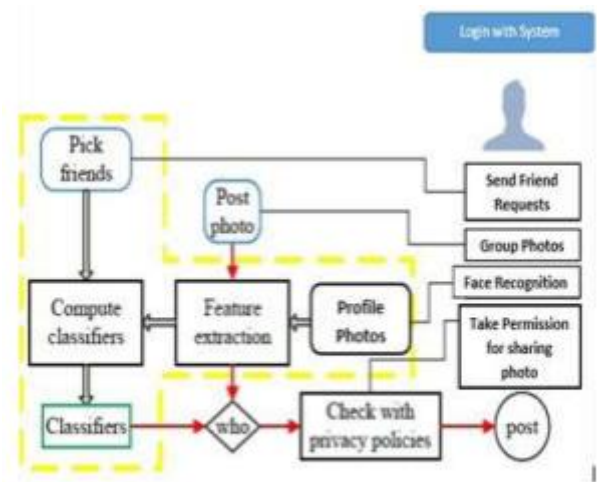 Login with System
Pick
friends
Send Friend
Requests
Post
photo
Group Photos
Face Recognition
Compute
classifiers
Feature
extraction
Profile
Photos
Take Permission
for sharing
photo
Classifiers
who
Check with
privacy policies
post